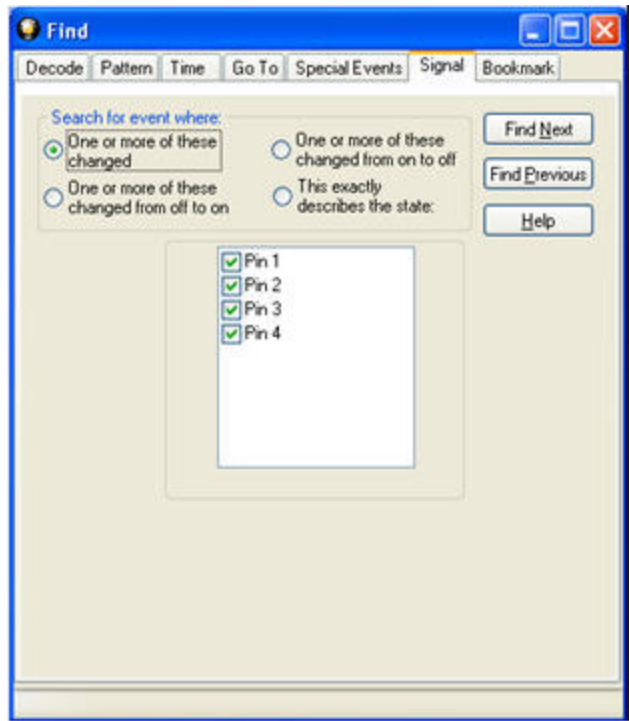 Find
Decode Pattern Time Go To Special Events Signal Bookmark
Search for event where:
One or more of these
changed
One or more of these
changed from on to off
One or more of these
changed from off to on
This exactly
describes the state:
Find Next
Find Previous
Help
Pin 1
Pin 2
Pin 3
Pin 4